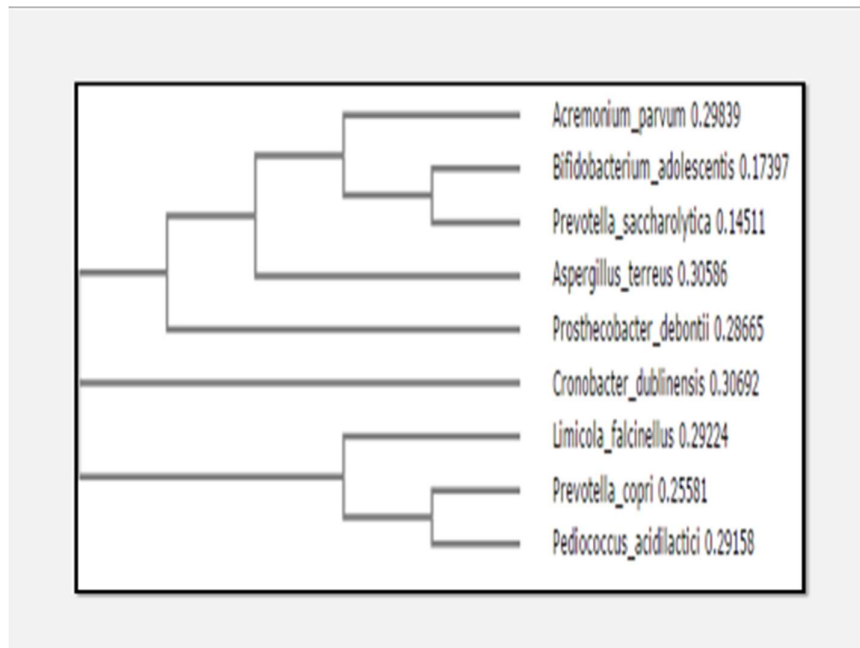 Acremonium_parvum 0.29839
Bifidobacterium_adolescentis 0.17397
Prevotella_saccharolytica 0.14511
Aspergillus_terreus 0.30586
Prosthecobacter_debontii 0.28665
Cronobacter_dublinensis 0.30692
Limicola_falcinellus 0.29224
Prevotella_copri 0.25581
Pediococcus_acidilactici 0.29158